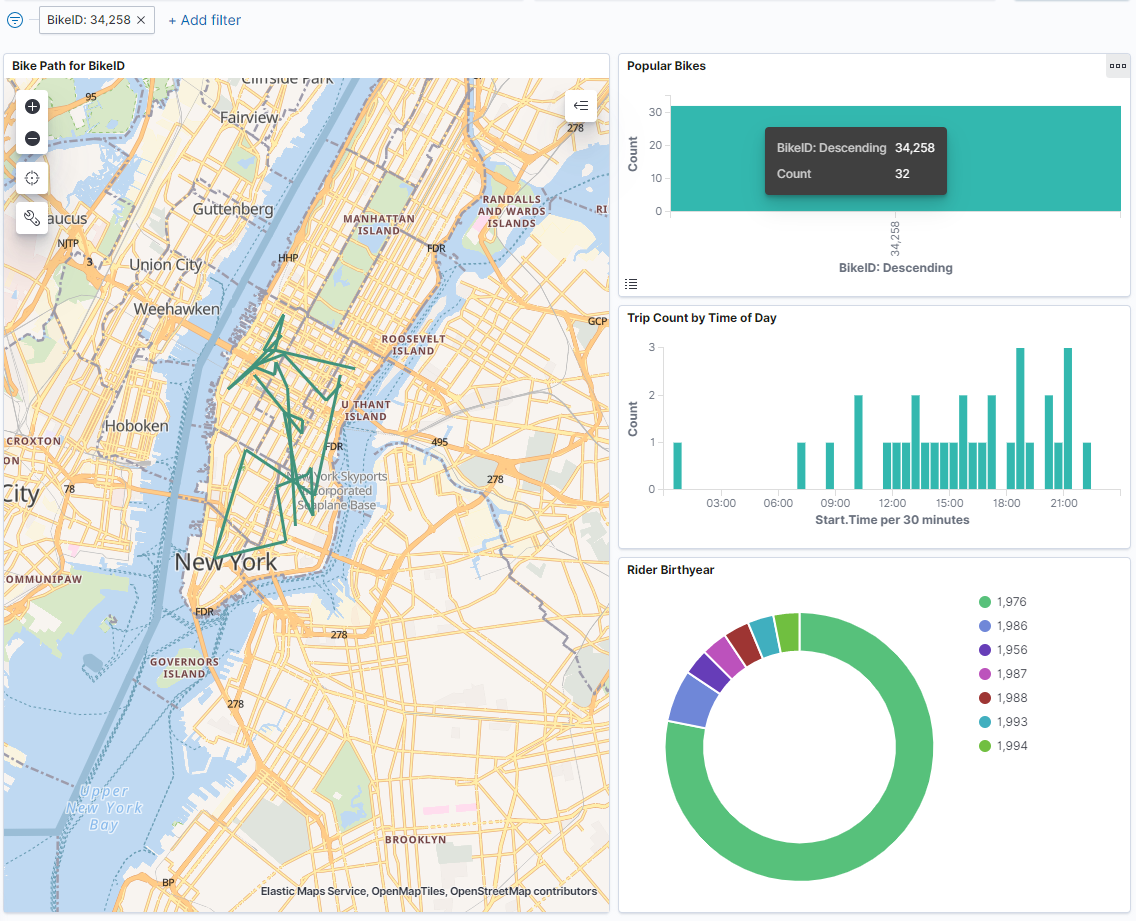 BikeID: 34,258 ×
+ Add filter
Bike Path for BikeID
Cliffside Park
95
Fairview
278
Guttenberg
MANHATTAN
ISLAND
RANDALLS
AND WARDS
ISLANDS
RI
aucus
NJTP
3
FDR
HHP
Union City
Weehawken
GCP
ROOSEVELT
ISLAND
U THANT
ISLAND
Hoboken
CROXTON
ON
FDR
495
City
78
278
New York Skyports
Incorporated
Seaplane Base
New York
OMMUNIPAW
FDR
278
GOVERNORS
ISLAND
278
Upper
New York
Bay
BROOKLYN
BP
Elastic Maps Service, OpenMapTiles, OpenStreetMap contributors
Popular Bikes
30
20
10
0
Count
BikeID: Descending 34,258
Count 32
34,258
BikeID: Descending
Trip Count by Time of Day
3
2
1
0
Count
03:00 06:00 09:00 12:00 15:00 18:00 21:00
Start.Time per 30 minutes
Rider Birthyear
1,976
1,986
1,956
1,987
1,988
1,993
1,994